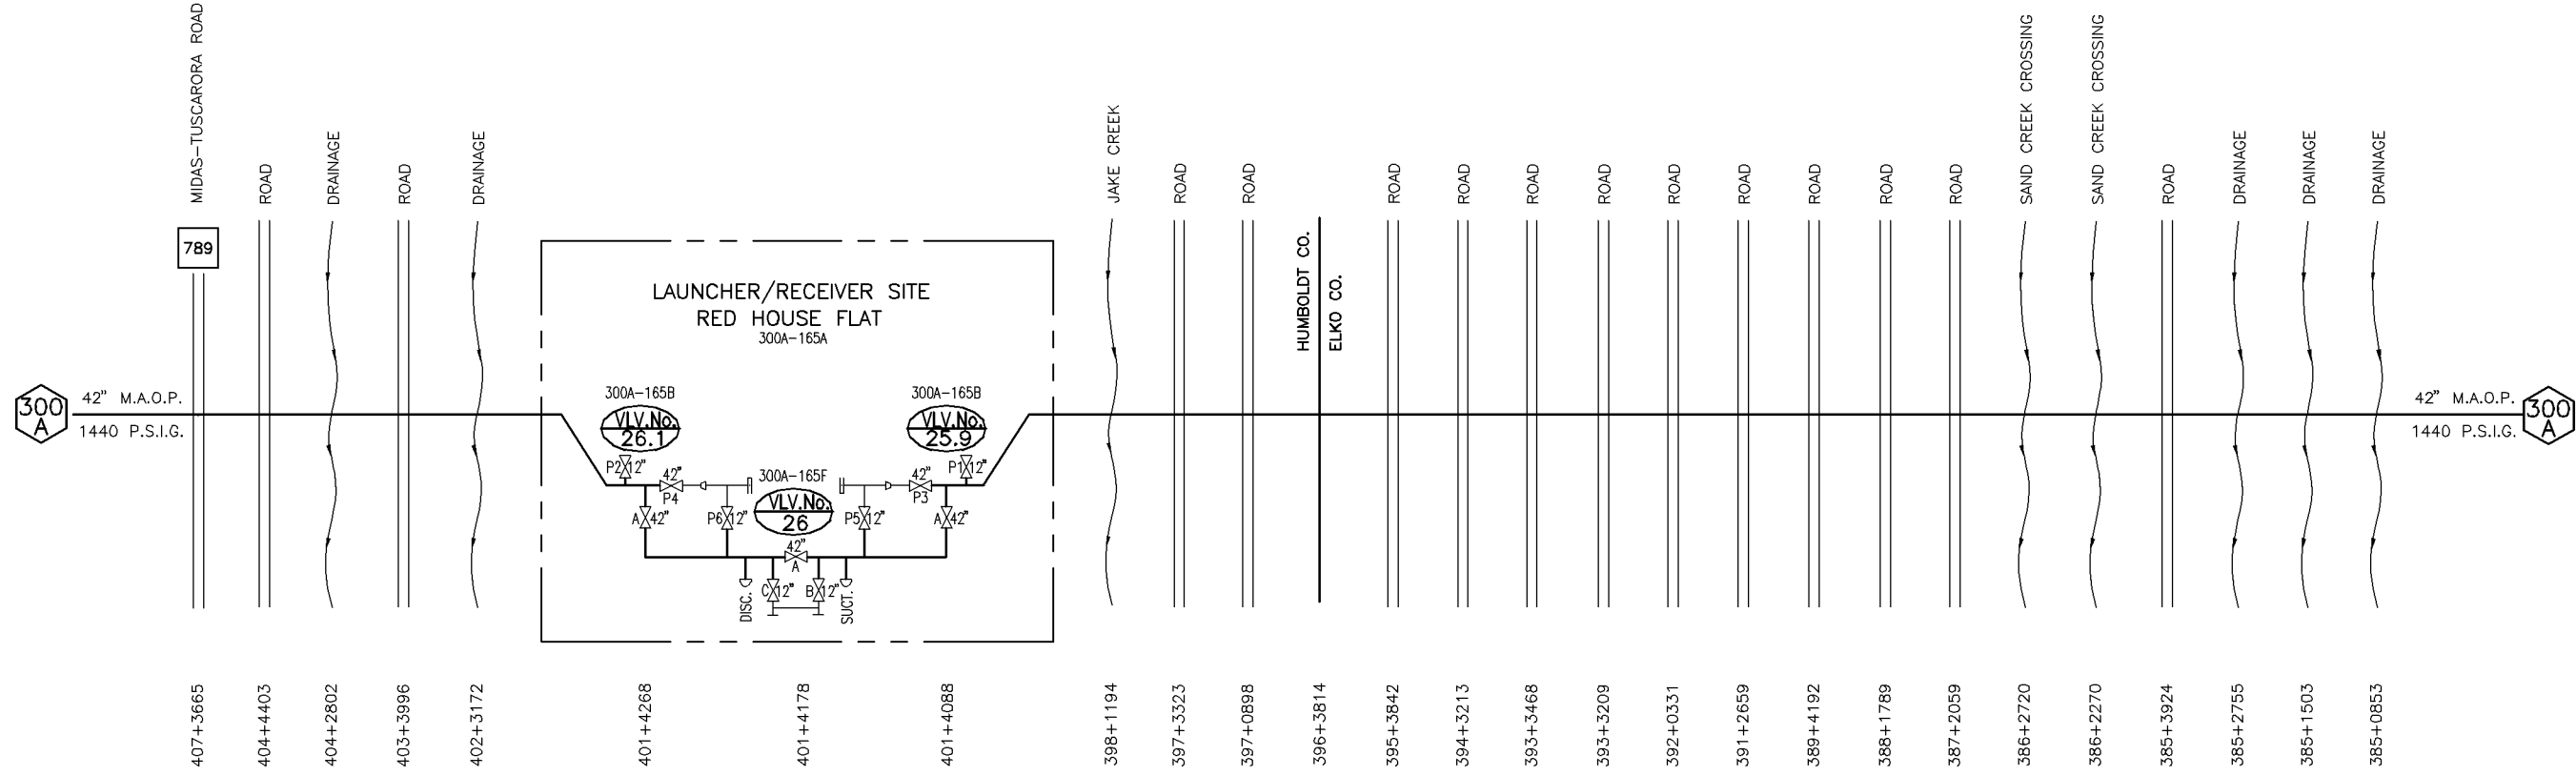 MIDAS-TUSCARORA ROAD
ROAD
DRAINAGE
ROAD
DRAINAGE
JAKE CREEK
ROAD
ROAD
HUMBOLDT CO.
ELKO CO.
ROAD
ROAD
ROAD
ROAD
ROAD
ROAD
ROAD
ROAD
ROAD
SAND CREEK CROSSING
SAND CREEK CROSSING
ROAD
DRAINAGE
DRAINAGE
DRAINAGE
789
LAUNCHER/RECEIVER SITE
RED HOUSE FLAT
300A-165A
300
A
42" M.A.O.P.
1440 P.S.I.G.
300A-165B
VLV.No.
26.1
300A-165B
VLV.No.
25.9
42" M.A.O.P.
1440 P.S.I.G.
300
A
P2 12"
42"
P4
300A-165F
VLV.No.
26
42"
P3
P1 12"
A 42"
P6 12"
P5 12"
A 42"
42"
A
DISC.
C 12"
B 12"
SUCT.
407+3665
404+4403
404+2802
403+3996
402+3172
401+4268
401+4178
401+4088
398+1194
397+3323
397+0898
396+3814
395+3842
394+3213
393+3468
393+3209
392+0331
391+2659
389+4192
388+1789
387+2059
386+2720
386+2270
385+3924
385+2755
385+1503
385+0853